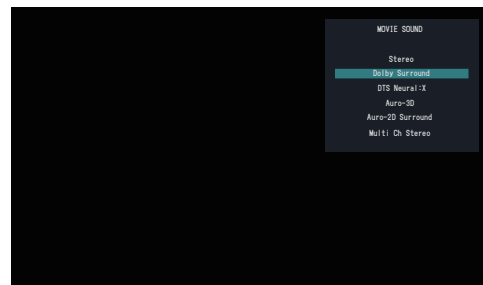 MOVIE SOUND
Stereo
Dolby Surround
DTS Neural:X
Auro-3D
Auro-2D Surround
Multi Ch Stereo